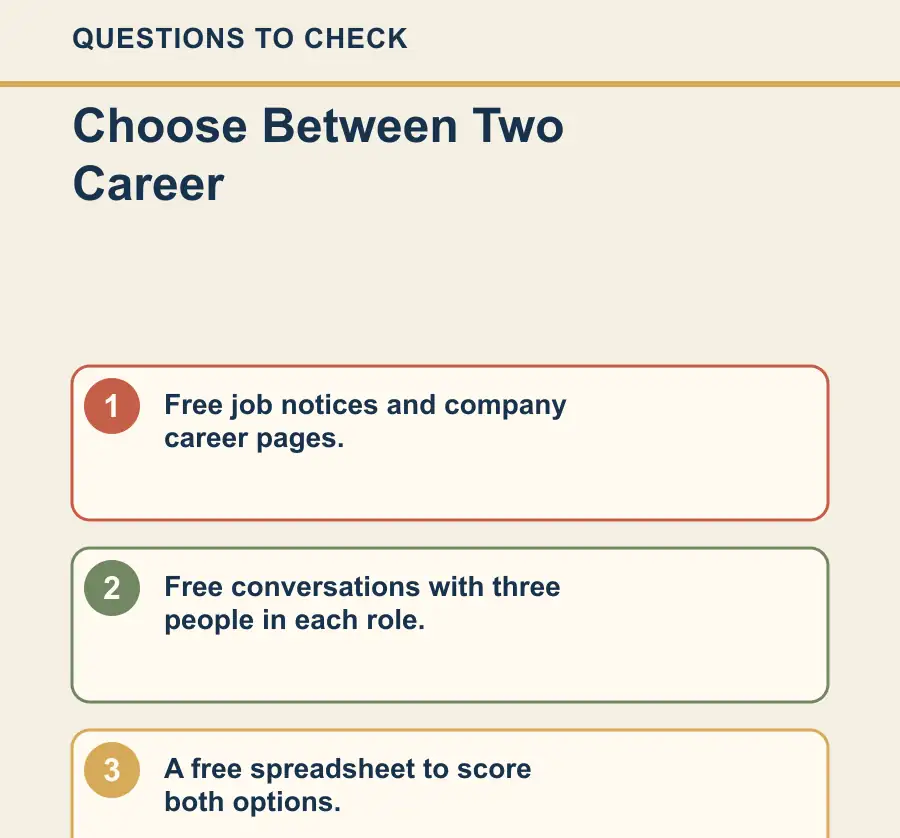 QUESTIONS TO CHECK
Choose Between Two
Career
1
Free job notices and company
career pages.
2
Free conversations with three
people in each role.
3
A free spreadsheet to score
both options.